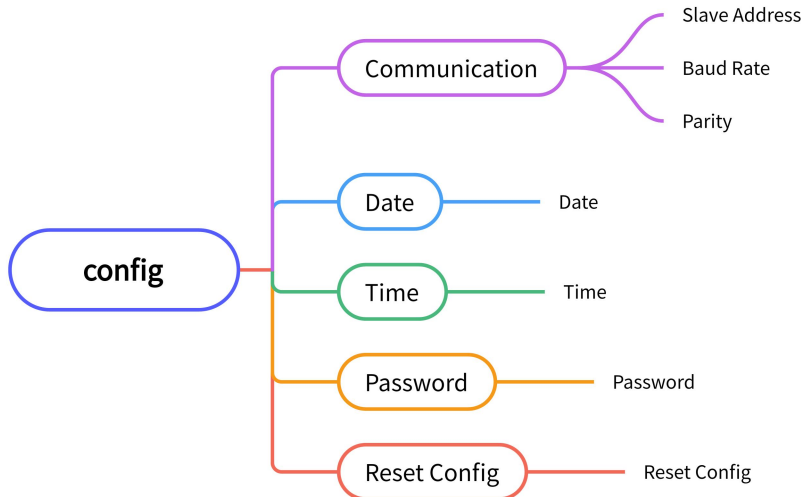 config
Communication
Slave Address
Baud Rate
Parity
Date
Date
Time
Time
Password
Password
Reset Config
Reset Config